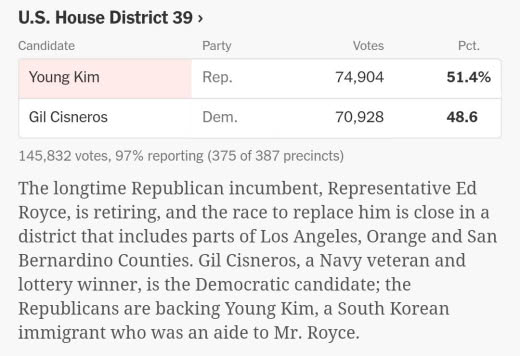 U.S. House District 39 ›
Candidate Party Votes Pct.
Young Kim Rep. 74,904 51.4%
Gil Cisneros Dem. 70,928 48.6
145,832 votes, 97% reporting (375 of 387 precincts)
The longtime Republican incumbent, Representative Ed
Royce, is retiring, and the race to replace him is close in a
district that includes parts of Los Angeles, Orange and San
Bernardino Counties. Gil Cisneros, a Navy veteran and
lottery winner, is the Democratic candidate; the
Republicans are backing Young Kim, a South Korean
immigrant who was an aide to Mr. Royce.